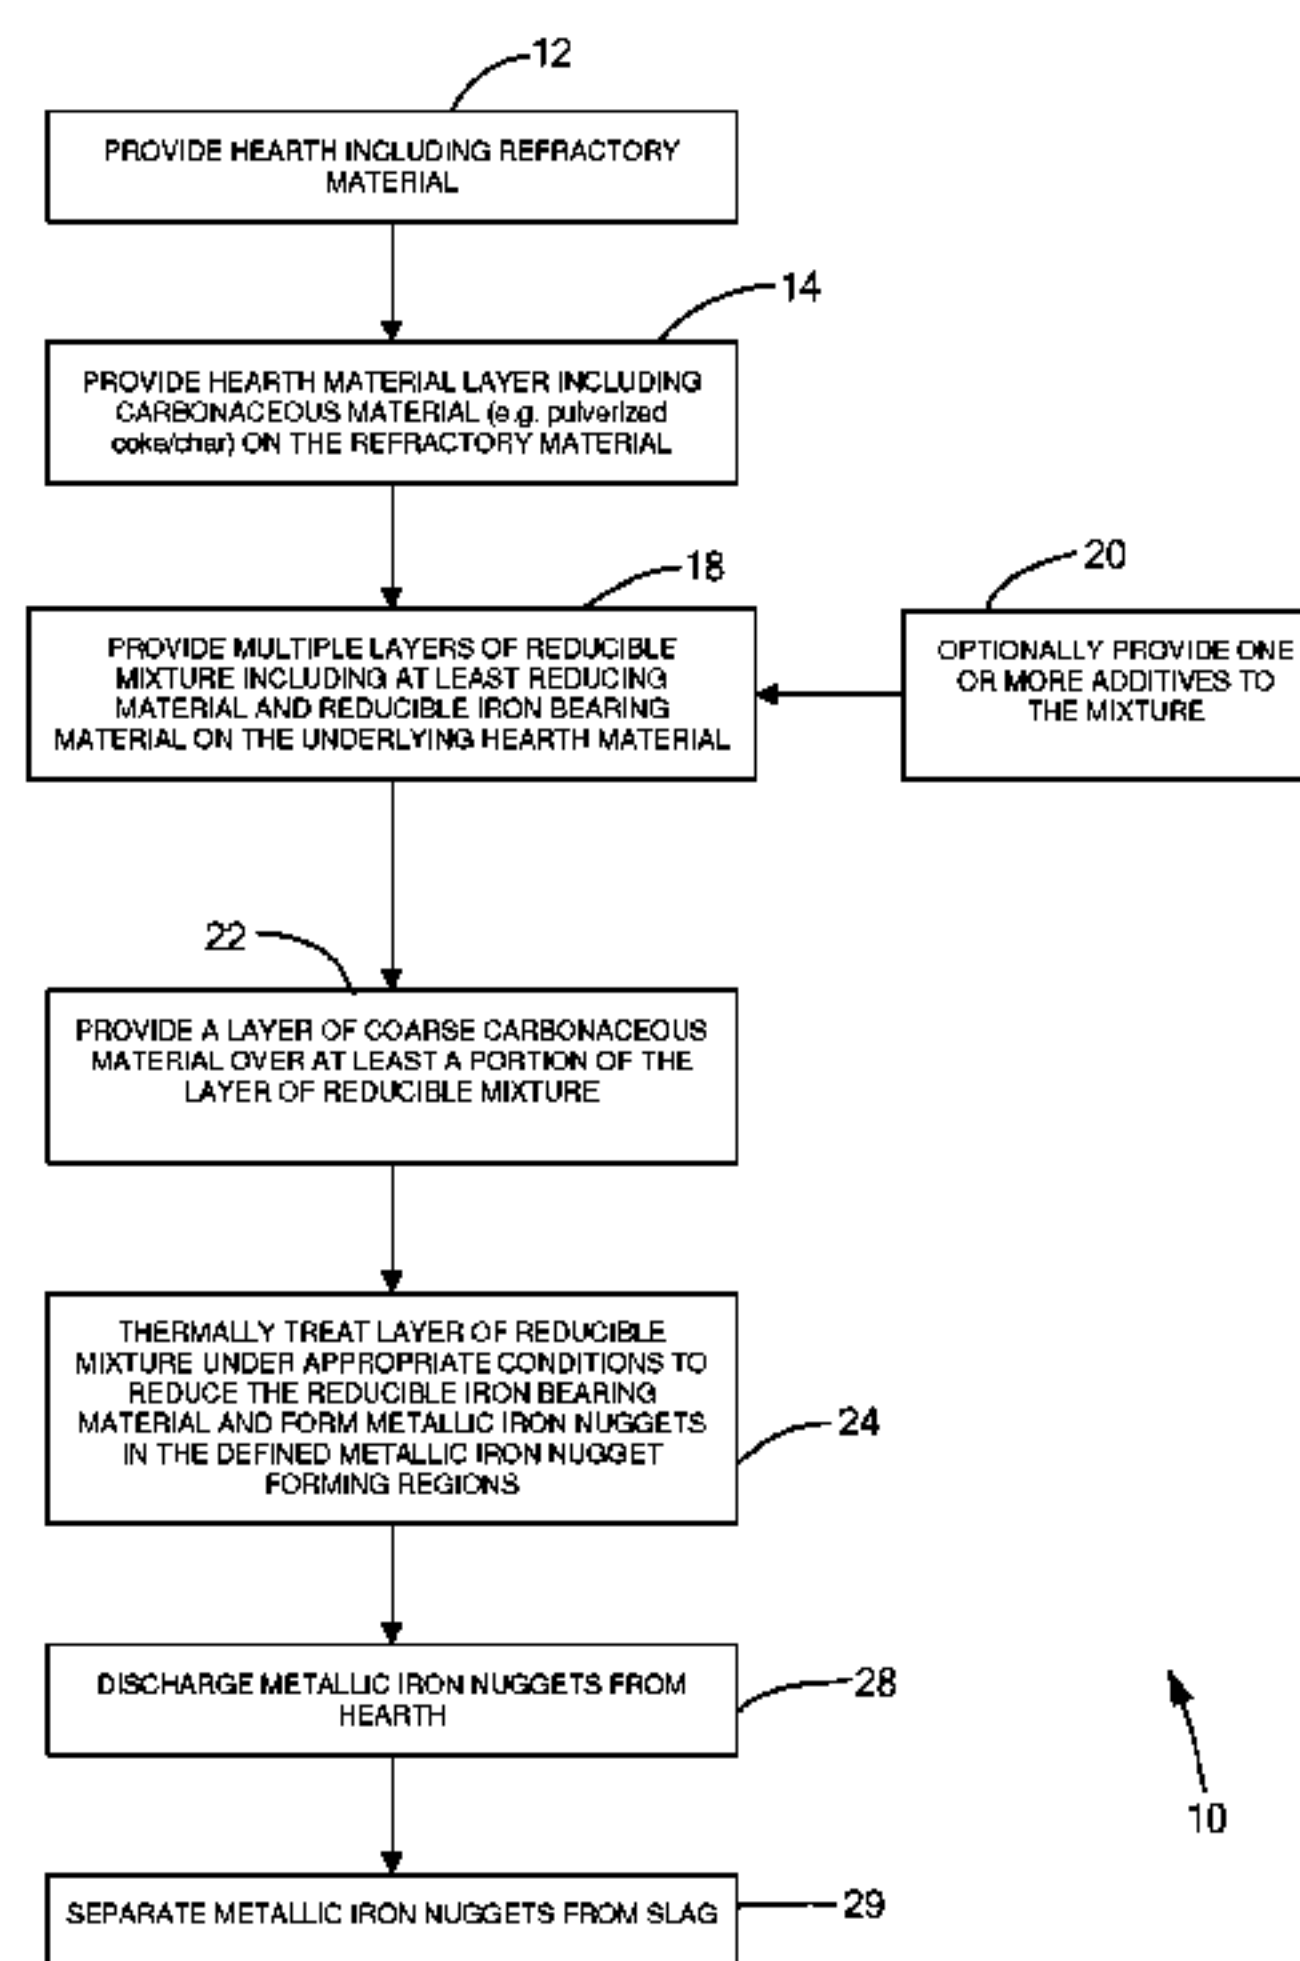 12
PROVIDE HEARTH INCLUDING REFRACTORY
MATERIAL
14
PROVIDE HEARTH MATERIAL LAYER INCLUDING
CARBONACEOUS MATERIAL (e.g. pulverized
coke/char) ON THE REFRACTORY MATERIAL
18
PROVIDE MULTIPLE LAYERS OF REDUCIBLE
MIXTURE INCLUDING AT LEAST REDUCING
MATERIAL AND REDUCIBLE IRON BEARING
MATERIAL ON THE UNDERLYING HEARTH MATERIAL
20
OPTIONALLY PROVIDE ONE
OR MORE ADDITIVES TO
THE MIXTURE
22
PROVIDE A LAYER OF COARSE CARBONACEOUS
MATERIAL OVER AT LEAST A PORTION OF THE
LAYER OF REDUCIBLE MIXTURE
THERMALLY TREAT LAYER OF REDUCIBLE
MIXTURE UNDER APPROPRIATE CONDITIONS TO
REDUCE THE REDUCIBLE IRON BEARING
MATERIAL AND FORM METALLIC IRON NUGGETS
IN THE DEFINED METALLIC IRON NUGGET
FORMING REGIONS
24
DISCHARGE METALLIC IRON NUGGETS FROM
HEARTH
28
10
SEPARATE METALLIC IRON NUGGETS FROM SLAG
29